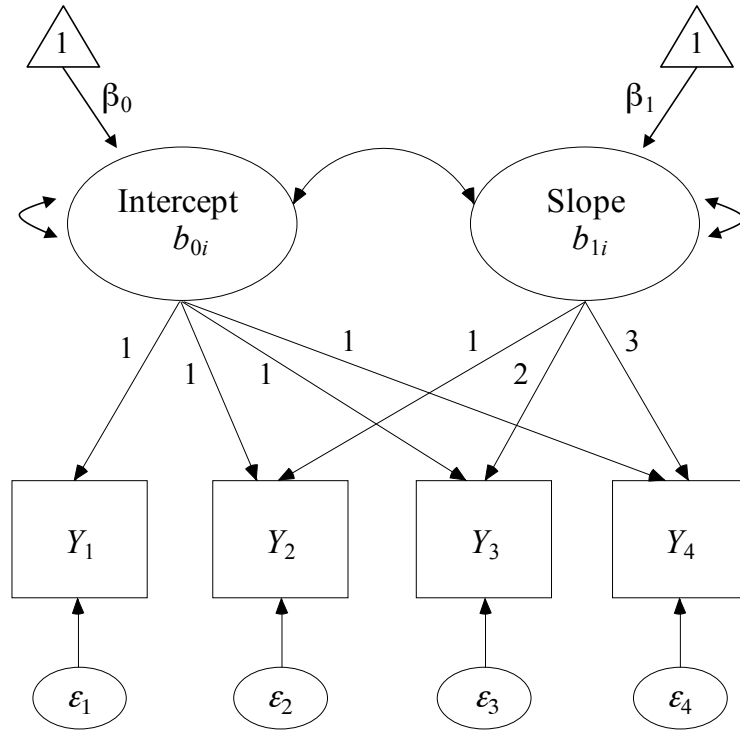 1 1
β₀ β₁
Intercept Slope
b₀ᵢ b₁ᵢ
1 1 1 1 1 2 3
Y₁ Y₂ Y₃ Y₄
ε₁ ε₂ ε₃ ε₄